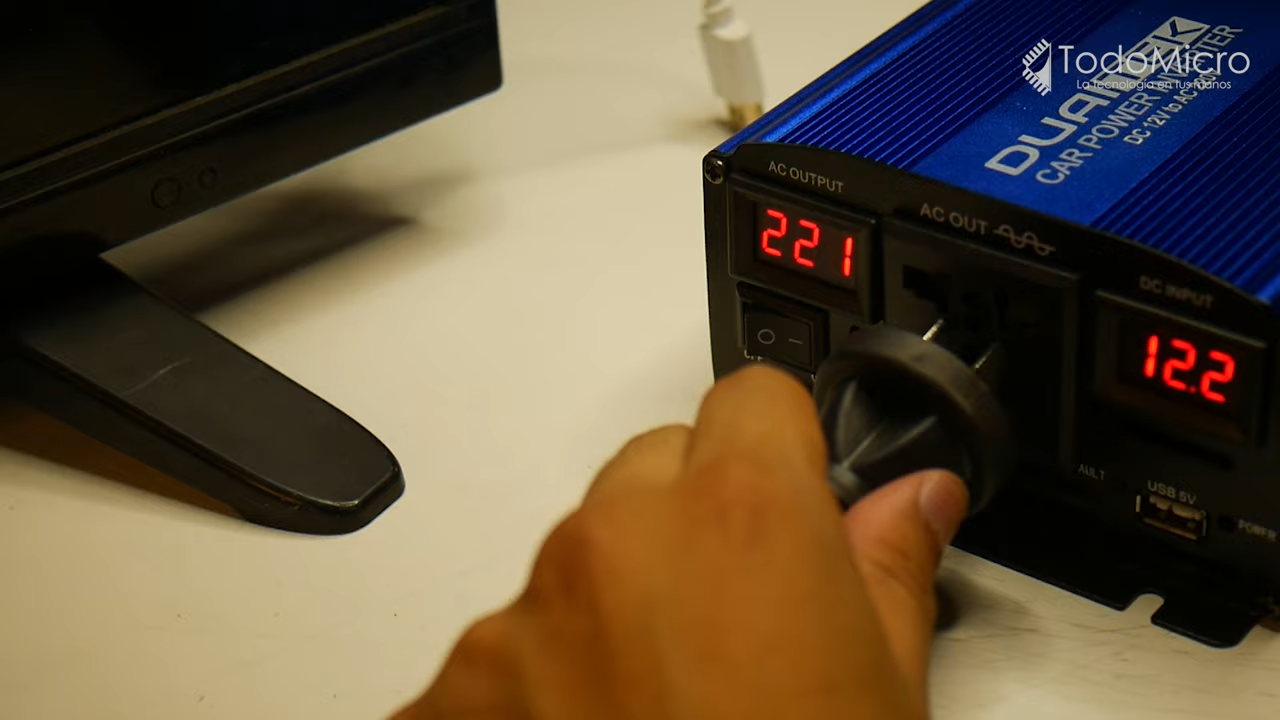 TodoMicro
La tecnología en tus manos
CAR POWER INVERTER
DC 12V to AC
AC OUTPUT
221
AC OUT
DC INPUT
12.2
O –
USB 5V
POWER